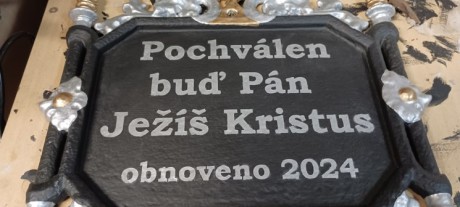 Pochválen
buď Pán
Ježíš Kristus
obnoveno 2024